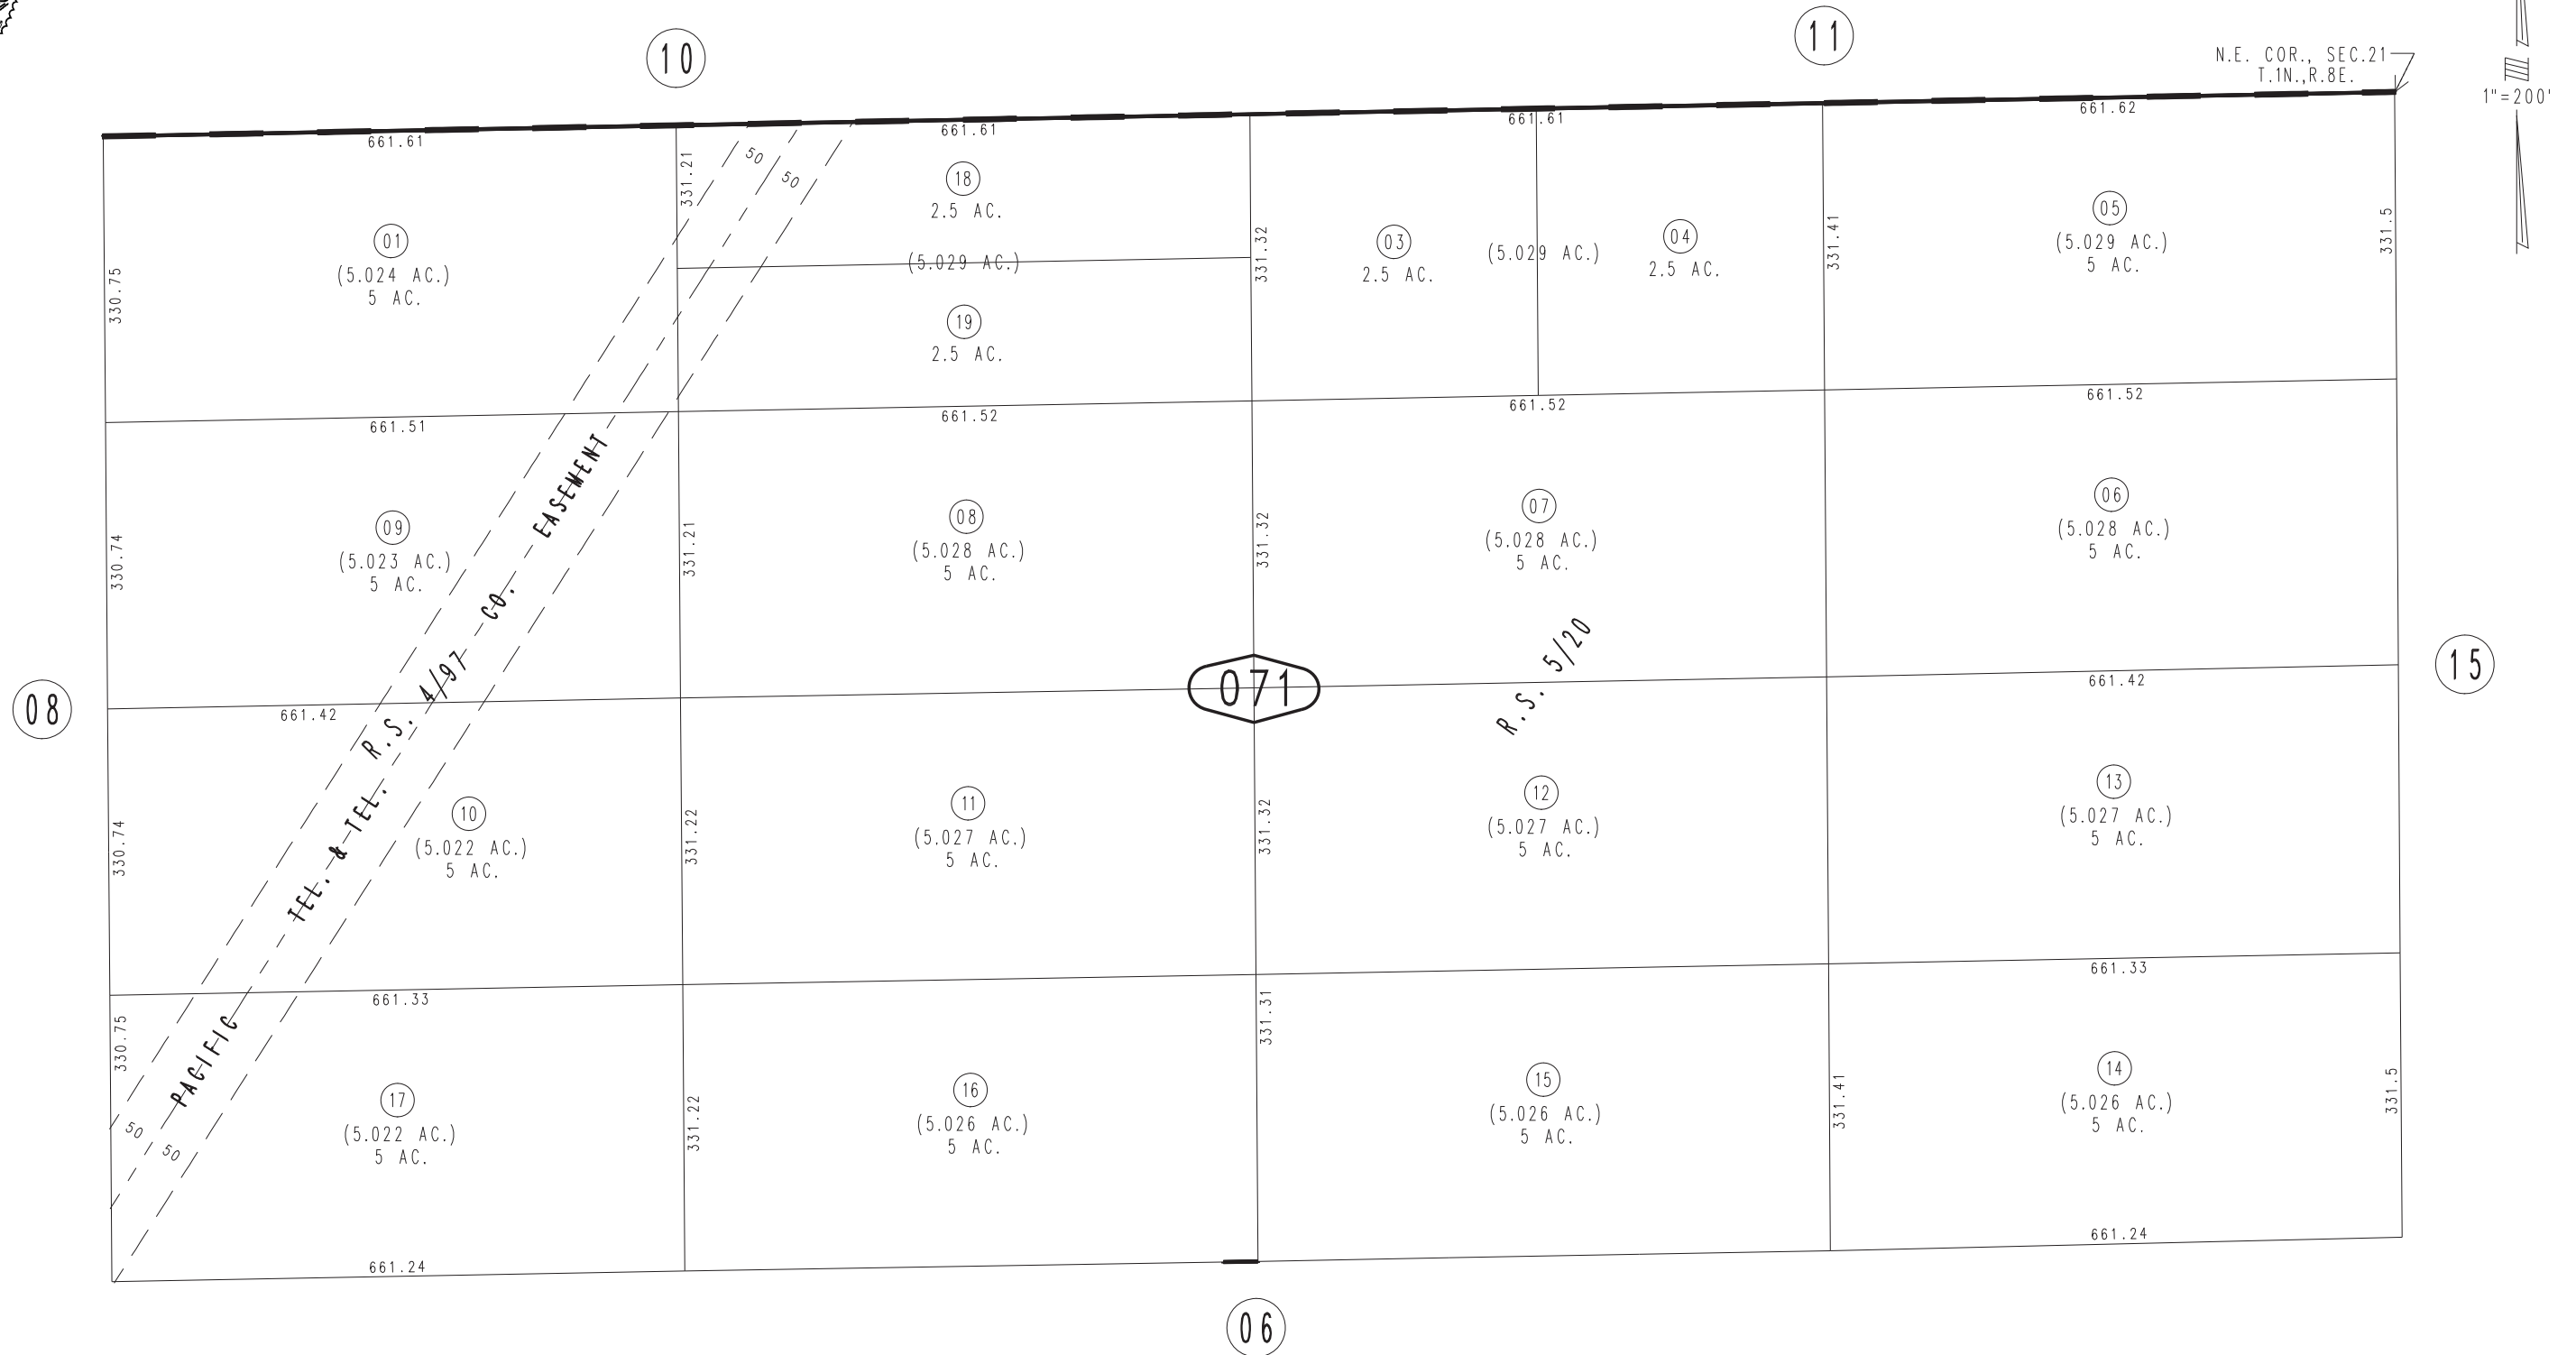 10
11
N.E. COR., SEC.21
T.1N.,R.8E.
1"=200'
661.61
661.61
661.61
661.62
50
50
331.21
18
2.5 AC.
(5.029 AC.)
19
2.5 AC.
01
(5.024 AC.)
5 AC.
330.75
331.32
03
2.5 AC.
(5.029 AC.)
04
2.5 AC.
331.41
05
(5.029 AC.)
5 AC.
331.5
661.51
661.52
661.52
661.52
330.74
09
(5.023 AC.)
5 AC.
331.21
08
(5.028 AC.)
5 AC.
331.32
07
(5.028 AC.)
5 AC.
06
(5.028 AC.)
5 AC.
PACIFIC TEL. & TEL. CO. EASEMENT
R.S. 4/97
R.S. 5/20
08
071
15
661.42
661.42
330.74
10
(5.022 AC.)
5 AC.
331.22
11
(5.027 AC.)
5 AC.
331.32
12
(5.027 AC.)
5 AC.
13
(5.027 AC.)
5 AC.
661.33
661.33
330.75
50
50
17
(5.022 AC.)
5 AC.
331.22
16
(5.026 AC.)
5 AC.
331.31
15
(5.026 AC.)
5 AC.
331.41
14
(5.026 AC.)
5 AC.
331.5
661.24
661.24
06